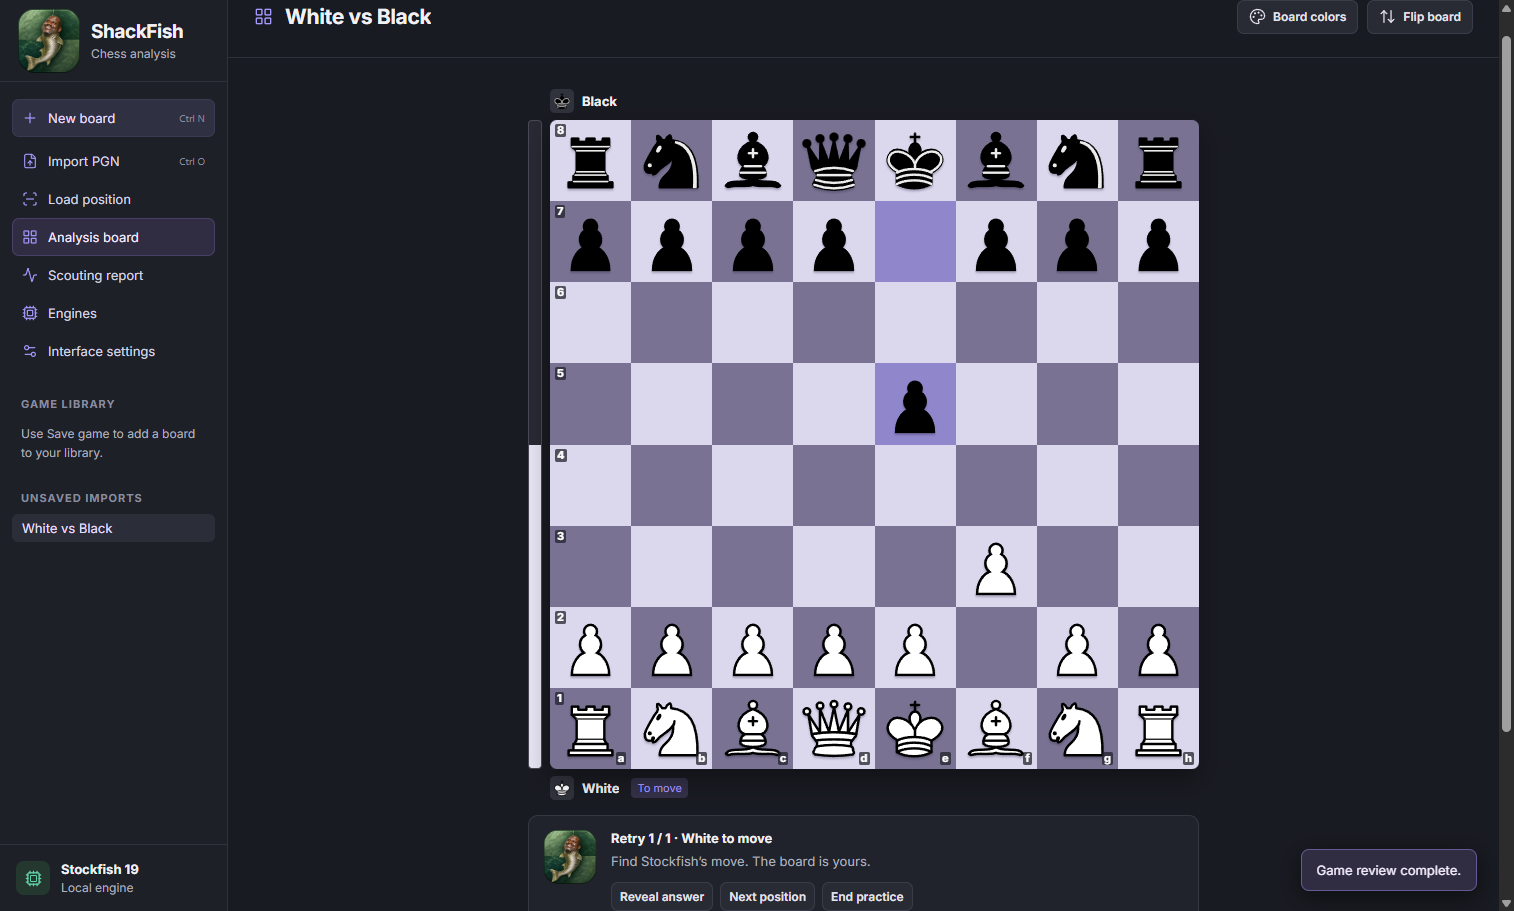 ShackFish
Chess analysis
New board Ctrl N
Import PGN Ctrl O
Load position
Analysis board
Scouting report
Engines
Interface settings
GAME LIBRARY
Use Save game to add a board
to your library.
UNSAVED IMPORTS
White vs Black
Stockfish 19
Local engine
White vs Black
Board colors
Flip board
Black
8
7
6
5
4
3
2
1
a b c d e f g h
White To move
Retry 1 / 1 · White to move
Find Stockfish’s move. The board is yours.
Reveal answer Next position End practice
Game review complete.